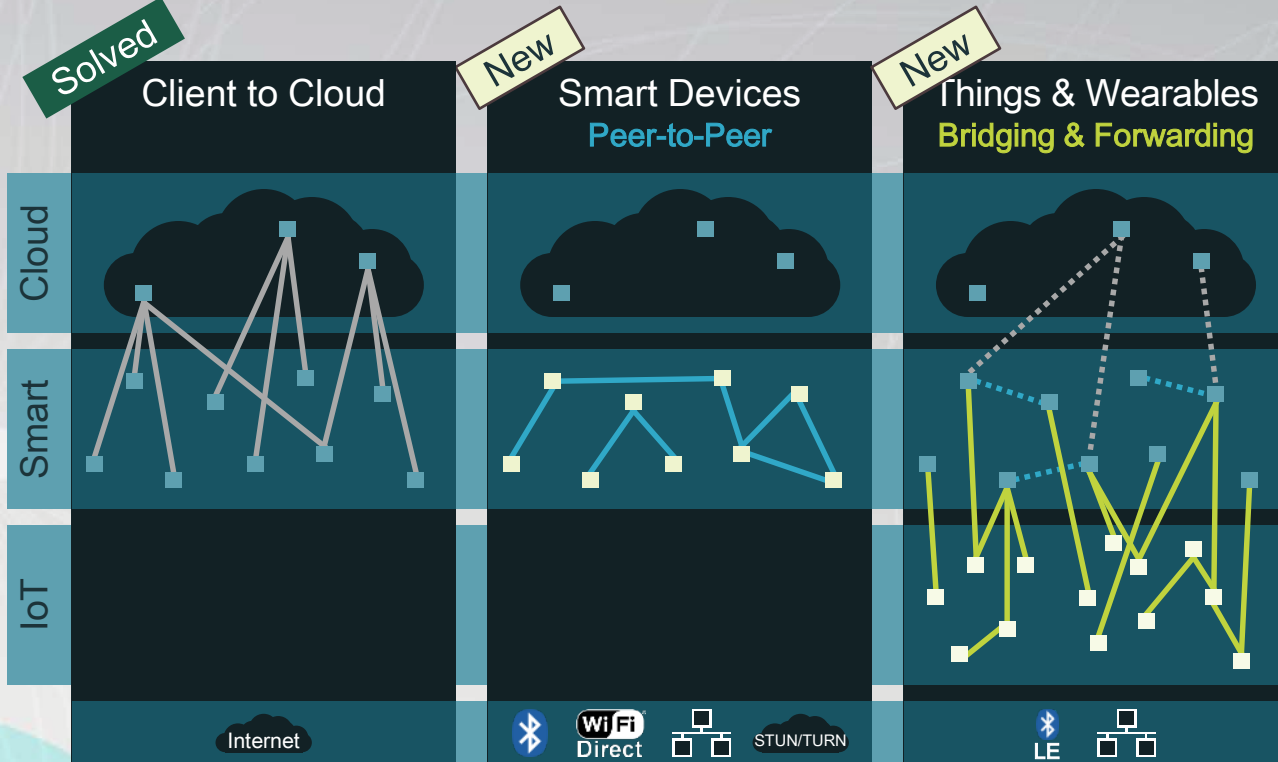 Solved
Client to Cloud
New
Smart Devices
Peer-to-Peer
New
Things & Wearables
Bridging & Forwarding
Cloud
Smart
IoT
Internet
WiFi
Direct
STUN/TURN
LE